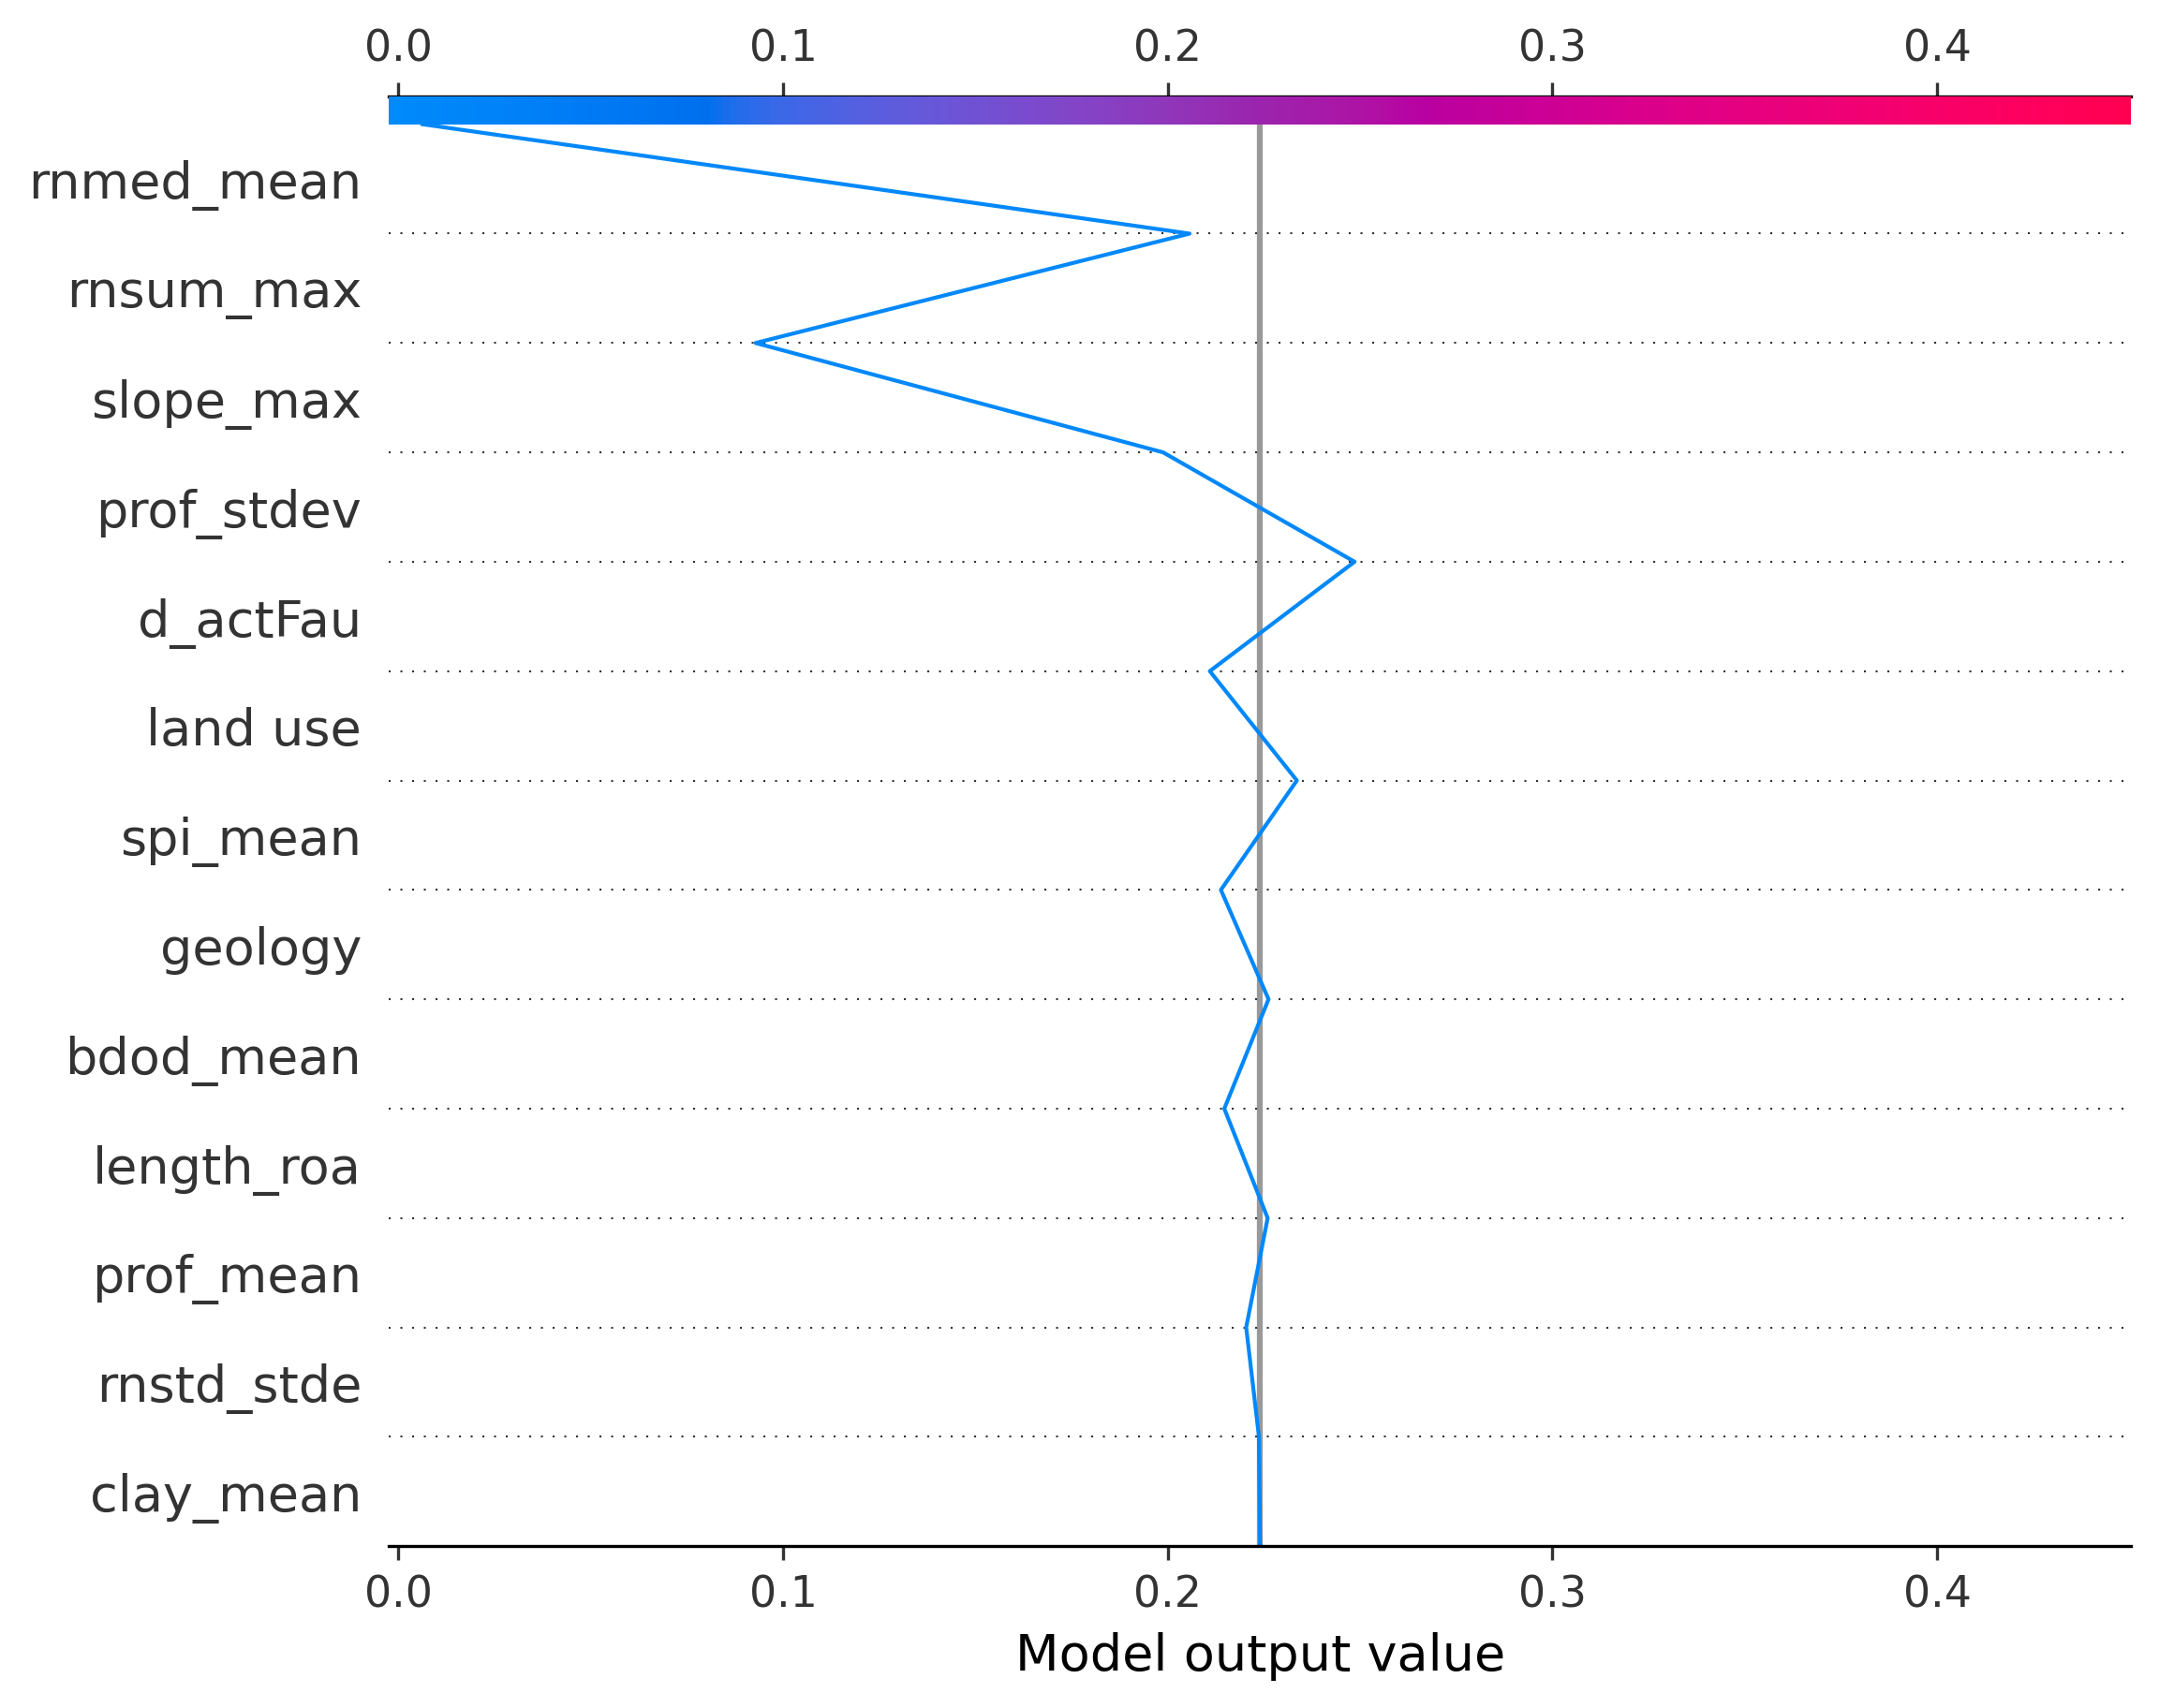 0.0 0.1 0.2 0.3 0.4
rnmed_mean
rnsum_max
slope_max
prof_stdev
d_actFau
land use
spi_mean
geology
bdod_mean
length_roa
prof_mean
rnstd_stde
clay_mean
0.0 0.1 0.2 0.3 0.4
Model output value